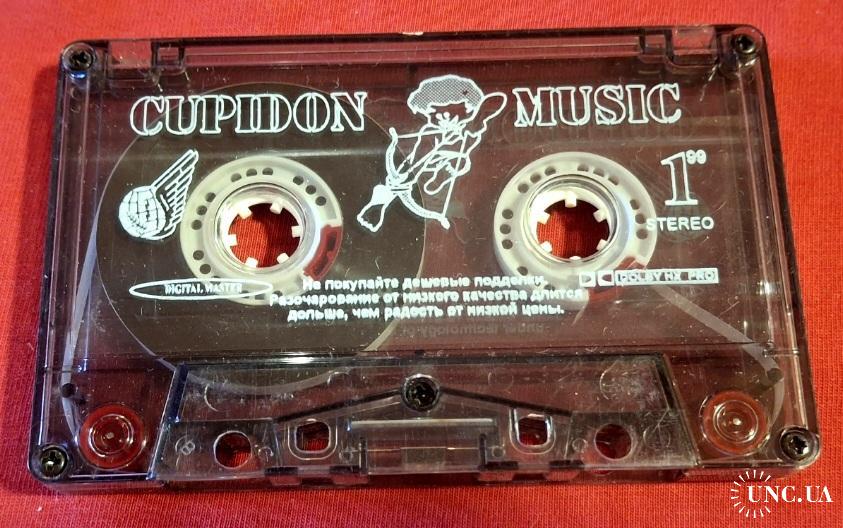 CUPIDON MUSIC
1⁹⁹
STEREO
DIGITAL MASTER
Не покупайте дешевые подделки.
DOLBY HX PRO
Разочарование от низкого качества длится
дольше, чем радость от низкой цены.
UNC.UA